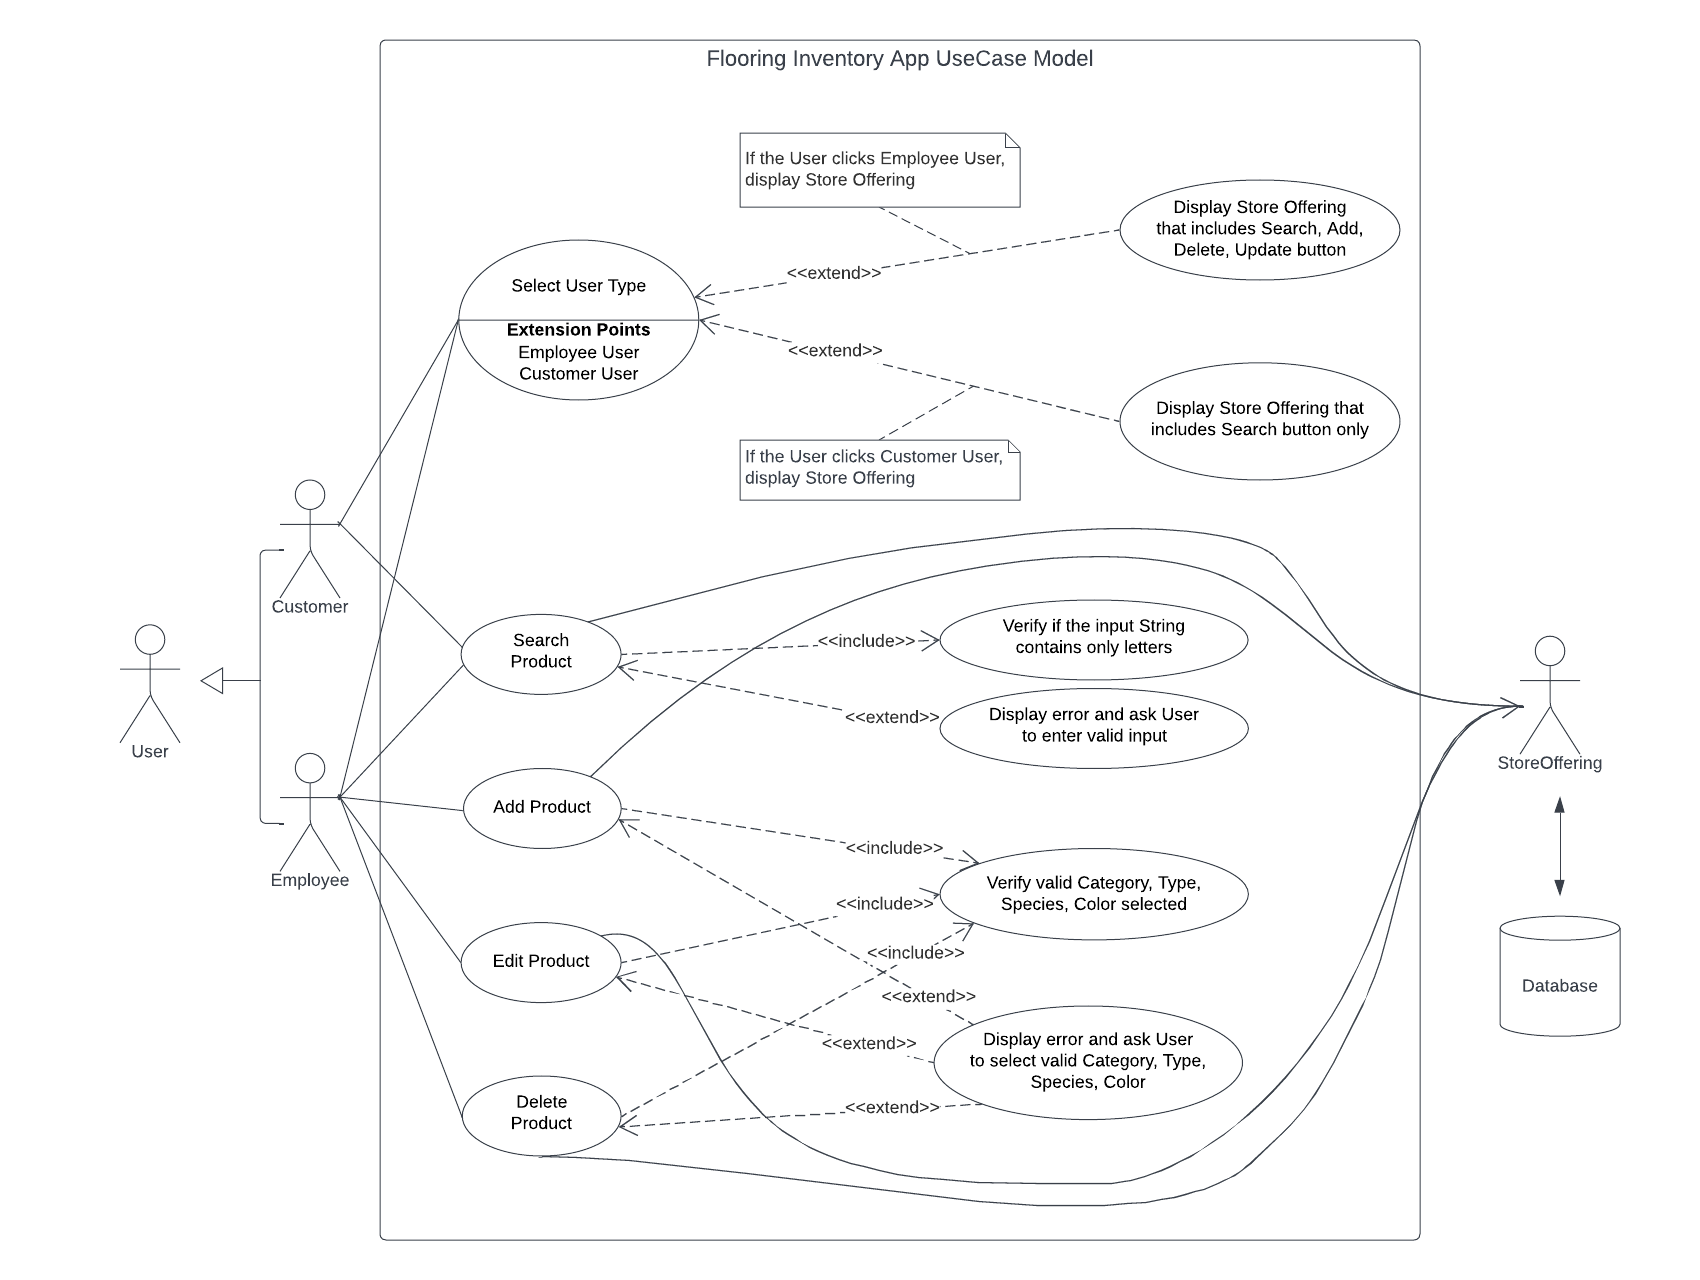 Flooring Inventory App UseCase Model
If the User clicks Employee User,
display Store Offering
Display Store Offering
that includes Search, Add,
Delete, Update button
<<extend>>
Select User Type
Extension Points
Employee User
Customer User
<<extend>>
Display Store Offering that
includes Search button only
If the User clicks Customer User,
display Store Offering
Customer
User
Employee
Search
Product
<<include>>
Verify if the input String
contains only letters
<<extend>>
Display error and ask User
to enter valid input
StoreOffering
Add Product
<<include>>
Verify valid Category, Type,
Species, Color selected
<<include>>
Edit Product
<<include>>
<<extend>>
Database
<<extend>>
Display error and ask User
to select valid Category, Type,
Species, Color
Delete
Product
<<extend>>